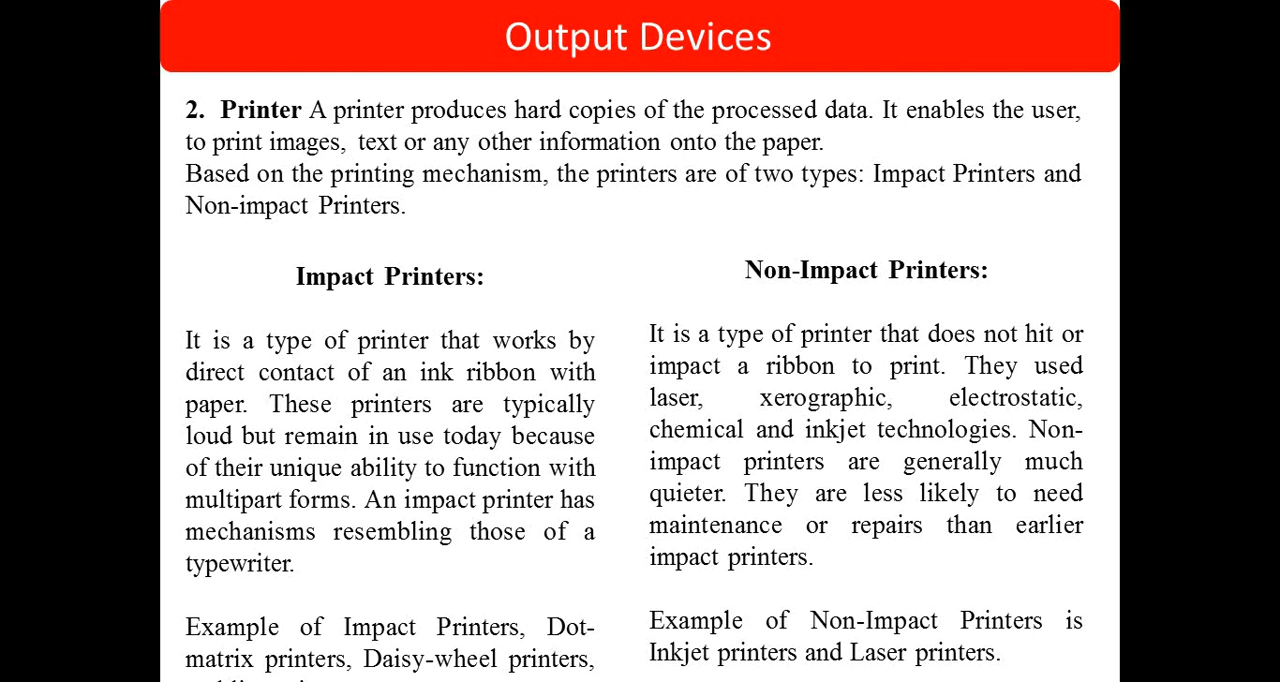 Output Devices
2. Printer A printer produces hard copies of the processed data. It enables the user,
to print images, text or any other information onto the paper.
Based on the printing mechanism, the printers are of two types: Impact Printers and
Non-impact Printers.
Impact Printers:
It is a type of printer that works by
direct contact of an ink ribbon with
paper. These printers are typically
loud but remain in use today because
of their unique ability to function with
multipart forms. An impact printer has
mechanisms resembling those of a
typewriter.
Example of Impact Printers, Dot-
matrix printers, Daisy-wheel printers,
Non-Impact Printers:
It is a type of printer that does not hit or
impact a ribbon to print. They used
laser, xerographic, electrostatic,
chemical and inkjet technologies. Non-
impact printers are generally much
quieter. They are less likely to need
maintenance or repairs than earlier
impact printers.
Example of Non-Impact Printers is
Inkjet printers and Laser printers.